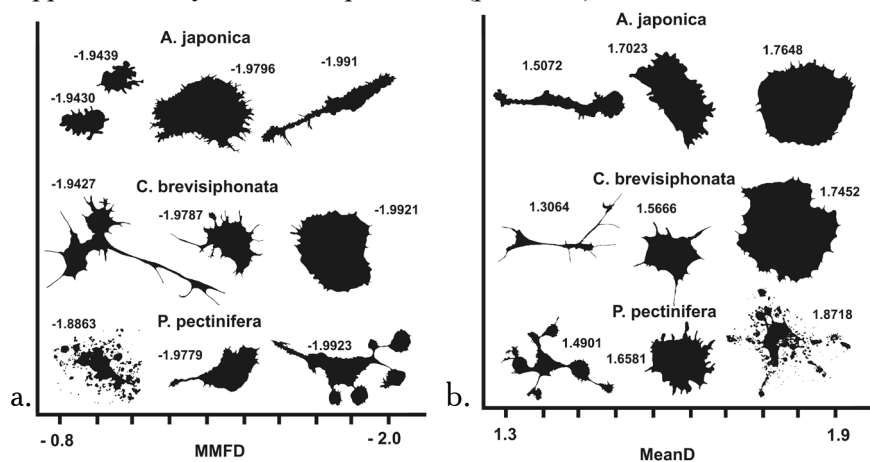 A. japonica
-1.9439
-1.9796
-1.991
-1.9430
C. brevisiphonata
-1.9427
-1.9787
-1.9921
P. pectinifera
-1.8863
-1.9923
-1.9779
a.
- 0.8
- 2.0
MMFD
A. japonica
1.7023
1.7648
1.5072
C. brevisiphonata
1.7452
1.3064
1.5666
P. pectinifera
1.8718
1.4901
1.6581
b.
1.3
1.9
MeanD